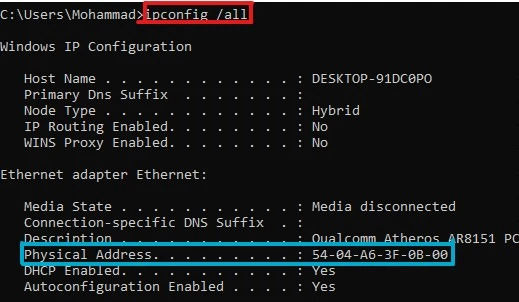 C:\Users\Mohammad>ipconfig /all
Windows IP Configuration
Host Name . . . . . . . . . . . . : DESKTOP-91DC0PO
Primary Dns Suffix . . . . . . . :
Node Type . . . . . . . . . . . . : Hybrid
IP Routing Enabled. . . . . . . . : No
WINS Proxy Enabled. . . . . . . . : No
Ethernet adapter Ethernet:
Media State . . . . . . . . . . . : Media disconnected
Connection-specific DNS Suffix . :
Description . . . . . . . . . . . : Qualcomm Atheros AR8151 PC
Physical Address. . . . . . . . . : 54-04-A6-3F-0B-00
DHCP Enabled. . . . . . . . . . . : Yes
Autoconfiguration Enabled . . . . : Yes